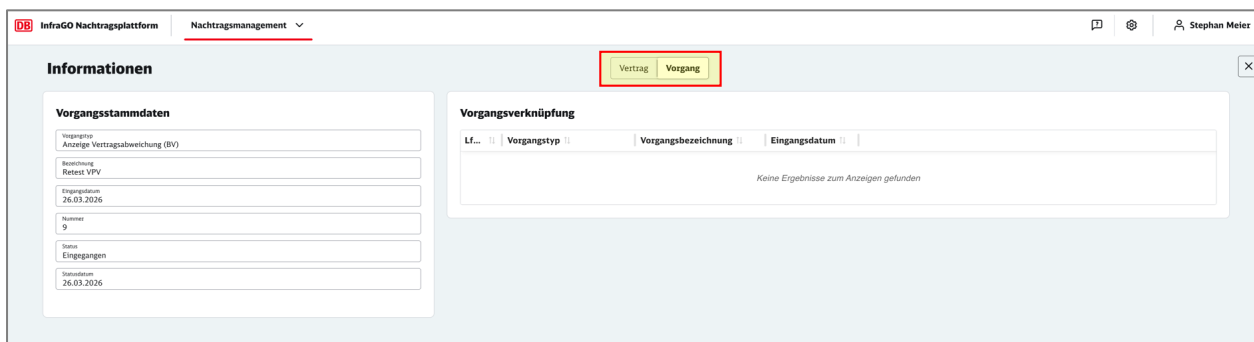 DB InfraGO Nachtragsplattform Nachtragsmanagement Stephan Meier
Informationen
Vertrag Vorgang
Vorgangsstammdaten
Vorgangstyp
Anzeige Vertragsabweichung (BV)
Bezeichnung
Retest VPV
Eingangsdatum
26.03.2026
Nummer
9
Status
Eingegangen
Statusdatum
26.03.2026
Vorgangsverknüpfung
Lf... Vorgangstyp Vorgangsbezeichnung Eingangsdatum
Keine Ergebnisse zum Anzeigen gefunden